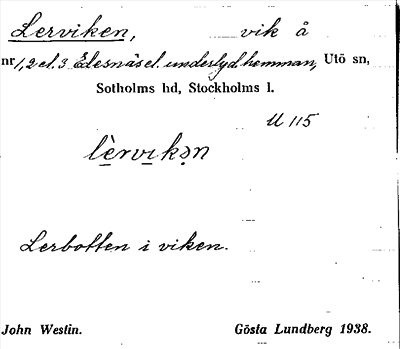 Lerviken, vik å
nr 1, 2 el. 3 Edesnäs el. underlyd. hemman, Utö sn,
Sotholms hd, Stockholms l.
U 115
lèrvikən
Lerbotten i viken.
John Westin. Gösta Lundberg 1938.